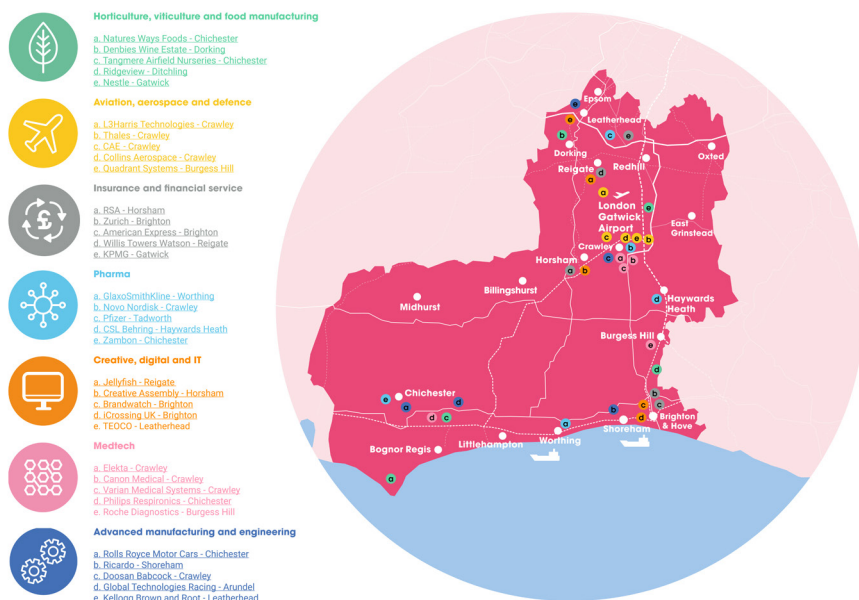 Horticulture, viticulture and food manufacturing
a. Natures Ways Foods - Chichester
b. Denbies Wine Estate - Dorking
c. Tangmere Airfield Nurseries - Chichester
d. Ridgeview - Ditchling
e. Nestle - Gatwick
Aviation, aerospace and defence
a. L3Harris Technologies - Crawley
b. Thales - Crawley
c. CAE - Crawley
d. Collins Aerospace - Crawley
e. Quadrant Systems - Burgess Hill
Insurance and financial service
a. RSA - Horsham
b. Zurich - Brighton
c. American Express - Brighton
d. Willis Towers Watson - Reigate
e. KPMG - Gatwick
£
Pharma
a. GlaxoSmithKline - Worthing
b. Novo Nordisk - Crawley
c. Pfizer - Tadworth
d. CSL Behring - Haywards Heath
e. Zambon - Chichester
Creative, digital and IT
a. Jellyfish - Reigate
b. Creative Assembly - Horsham
c. Brandwatch - Brighton
d. iCrossing UK - Brighton
e. TEOCO - Leatherhead
Medtech
a. Elekta - Crawley
b. Canon Medical - Crawley
c. Varian Medical Systems - Crawley
d. Philips Respironics - Chichester
e. Roche Diagnostics - Burgess Hill
Advanced manufacturing and engineering
a. Rolls Royce Motor Cars - Chichester
b. Ricardo - Shoreham
c. Doosan Babcock - Crawley
d. Global Technologies Racing - Arundel
e. Kellogg Brown and Root - Leatherhead
Epsom
e
Leatherhead
e
b
c
e
Dorking
Redhill
Oxted
Reigate
d
a
a
London
Gatwick
Airport
e
East
Grinstead
c d e b
Crawley
b
Horsham
c a b
c
a b
Billingshurst
Midhurst
d
Haywards
Heath
Burgess Hill
e
d
Chichester
e
a
d
d c
b
c c
b
d
a
Brighton
& Hove
Shoreham
Worthing
Littlehampton
Bognor Regis
a